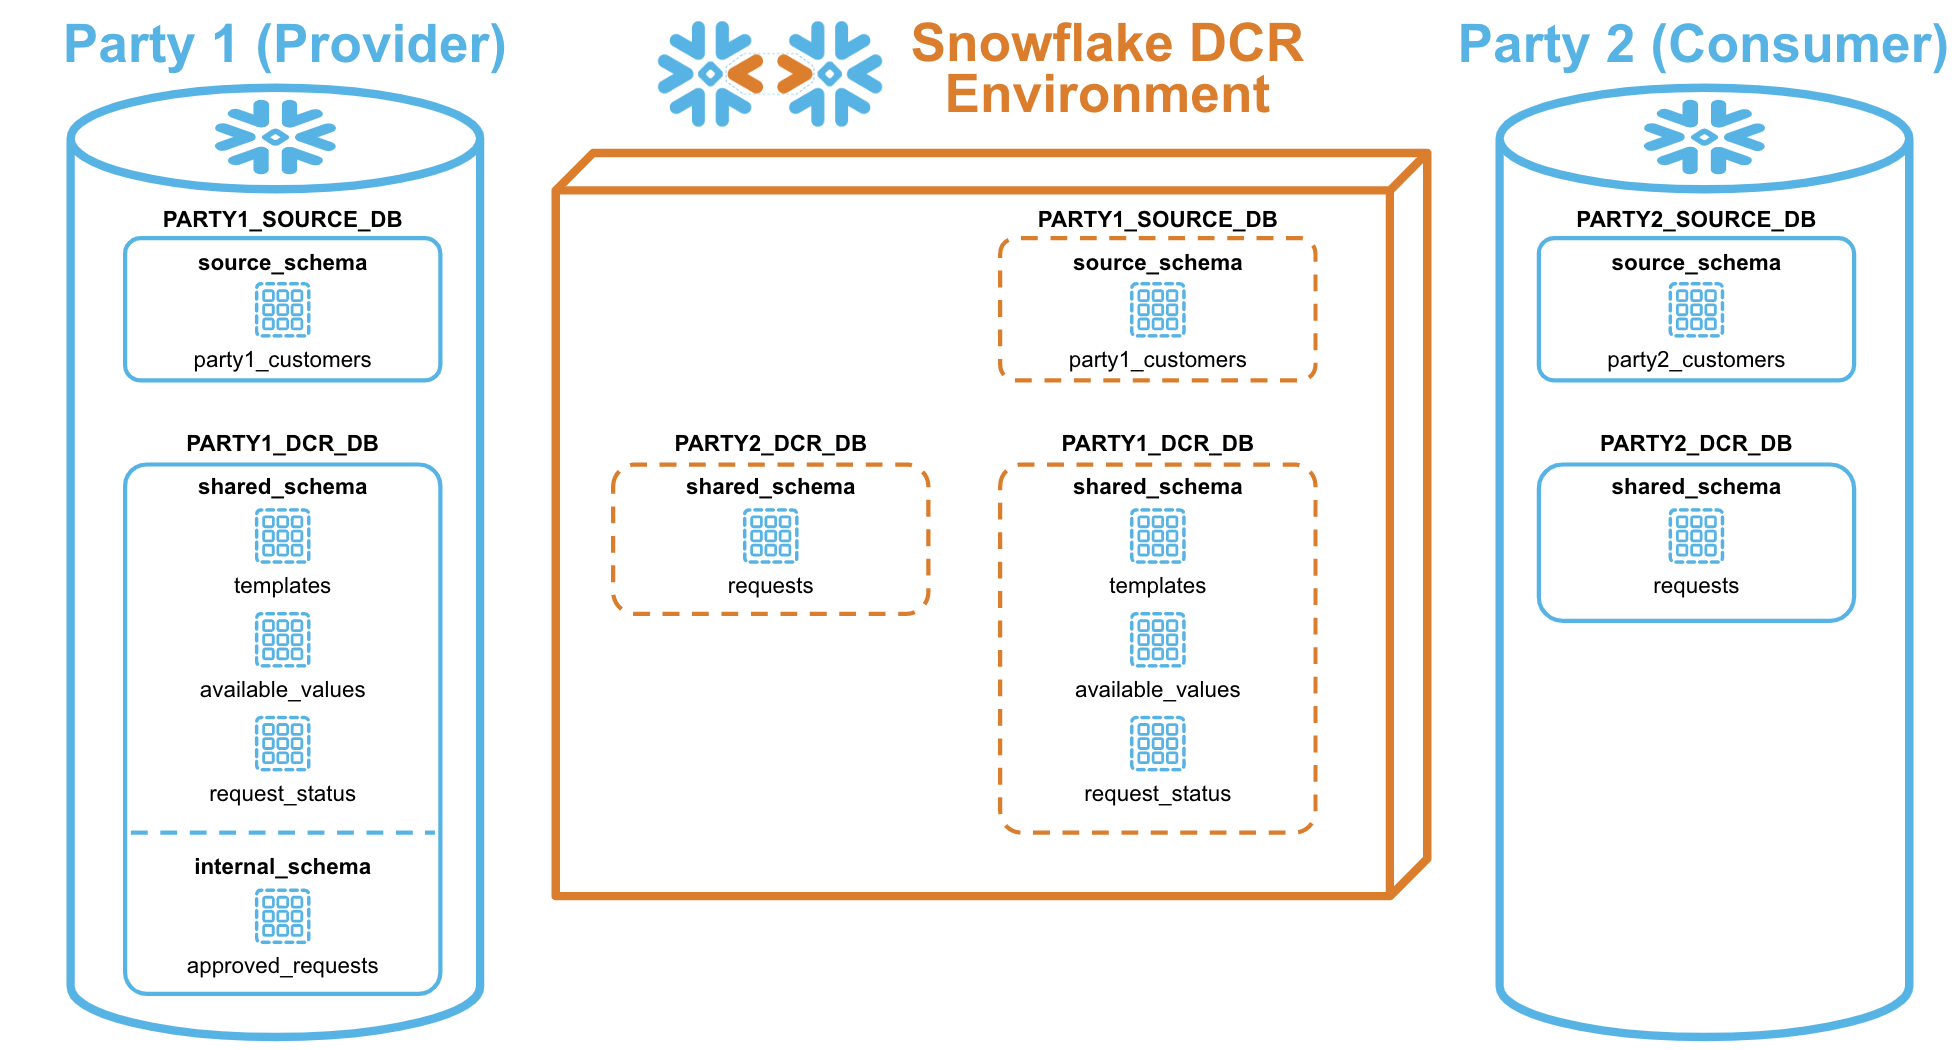 Party 1 (Provider)
PARTY1_SOURCE_DB
source_schema
party1_customers
PARTY1_DCR_DB
shared_schema
templates
available_values
request_status
internal_schema
approved_requests
Snowflake DCR
Environment
PARTY2_DCR_DB
shared_schema
requests
PARTY1_SOURCE_DB
source_schema
party1_customers
PARTY1_DCR_DB
shared_schema
templates
available_values
request_status
Party 2 (Consumer)
PARTY2_SOURCE_DB
source_schema
party2_customers
PARTY2_DCR_DB
shared_schema
requests